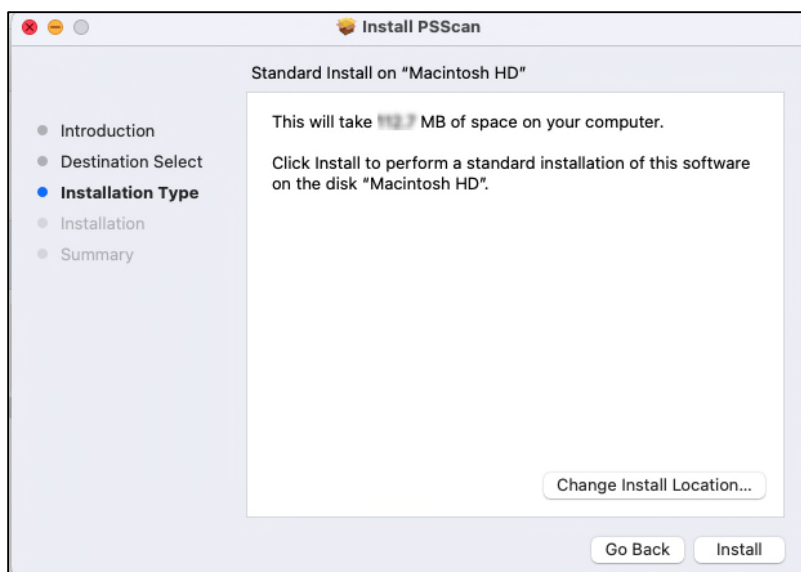 Install PSScan
Standard Install on "Macintosh HD"
Introduction
Destination Select
Installation Type
Installation
Summary
This will take MB of space on your computer.
Click Install to perform a standard installation of this software
on the disk "Macintosh HD".
Change Install Location...
Go Back
Install